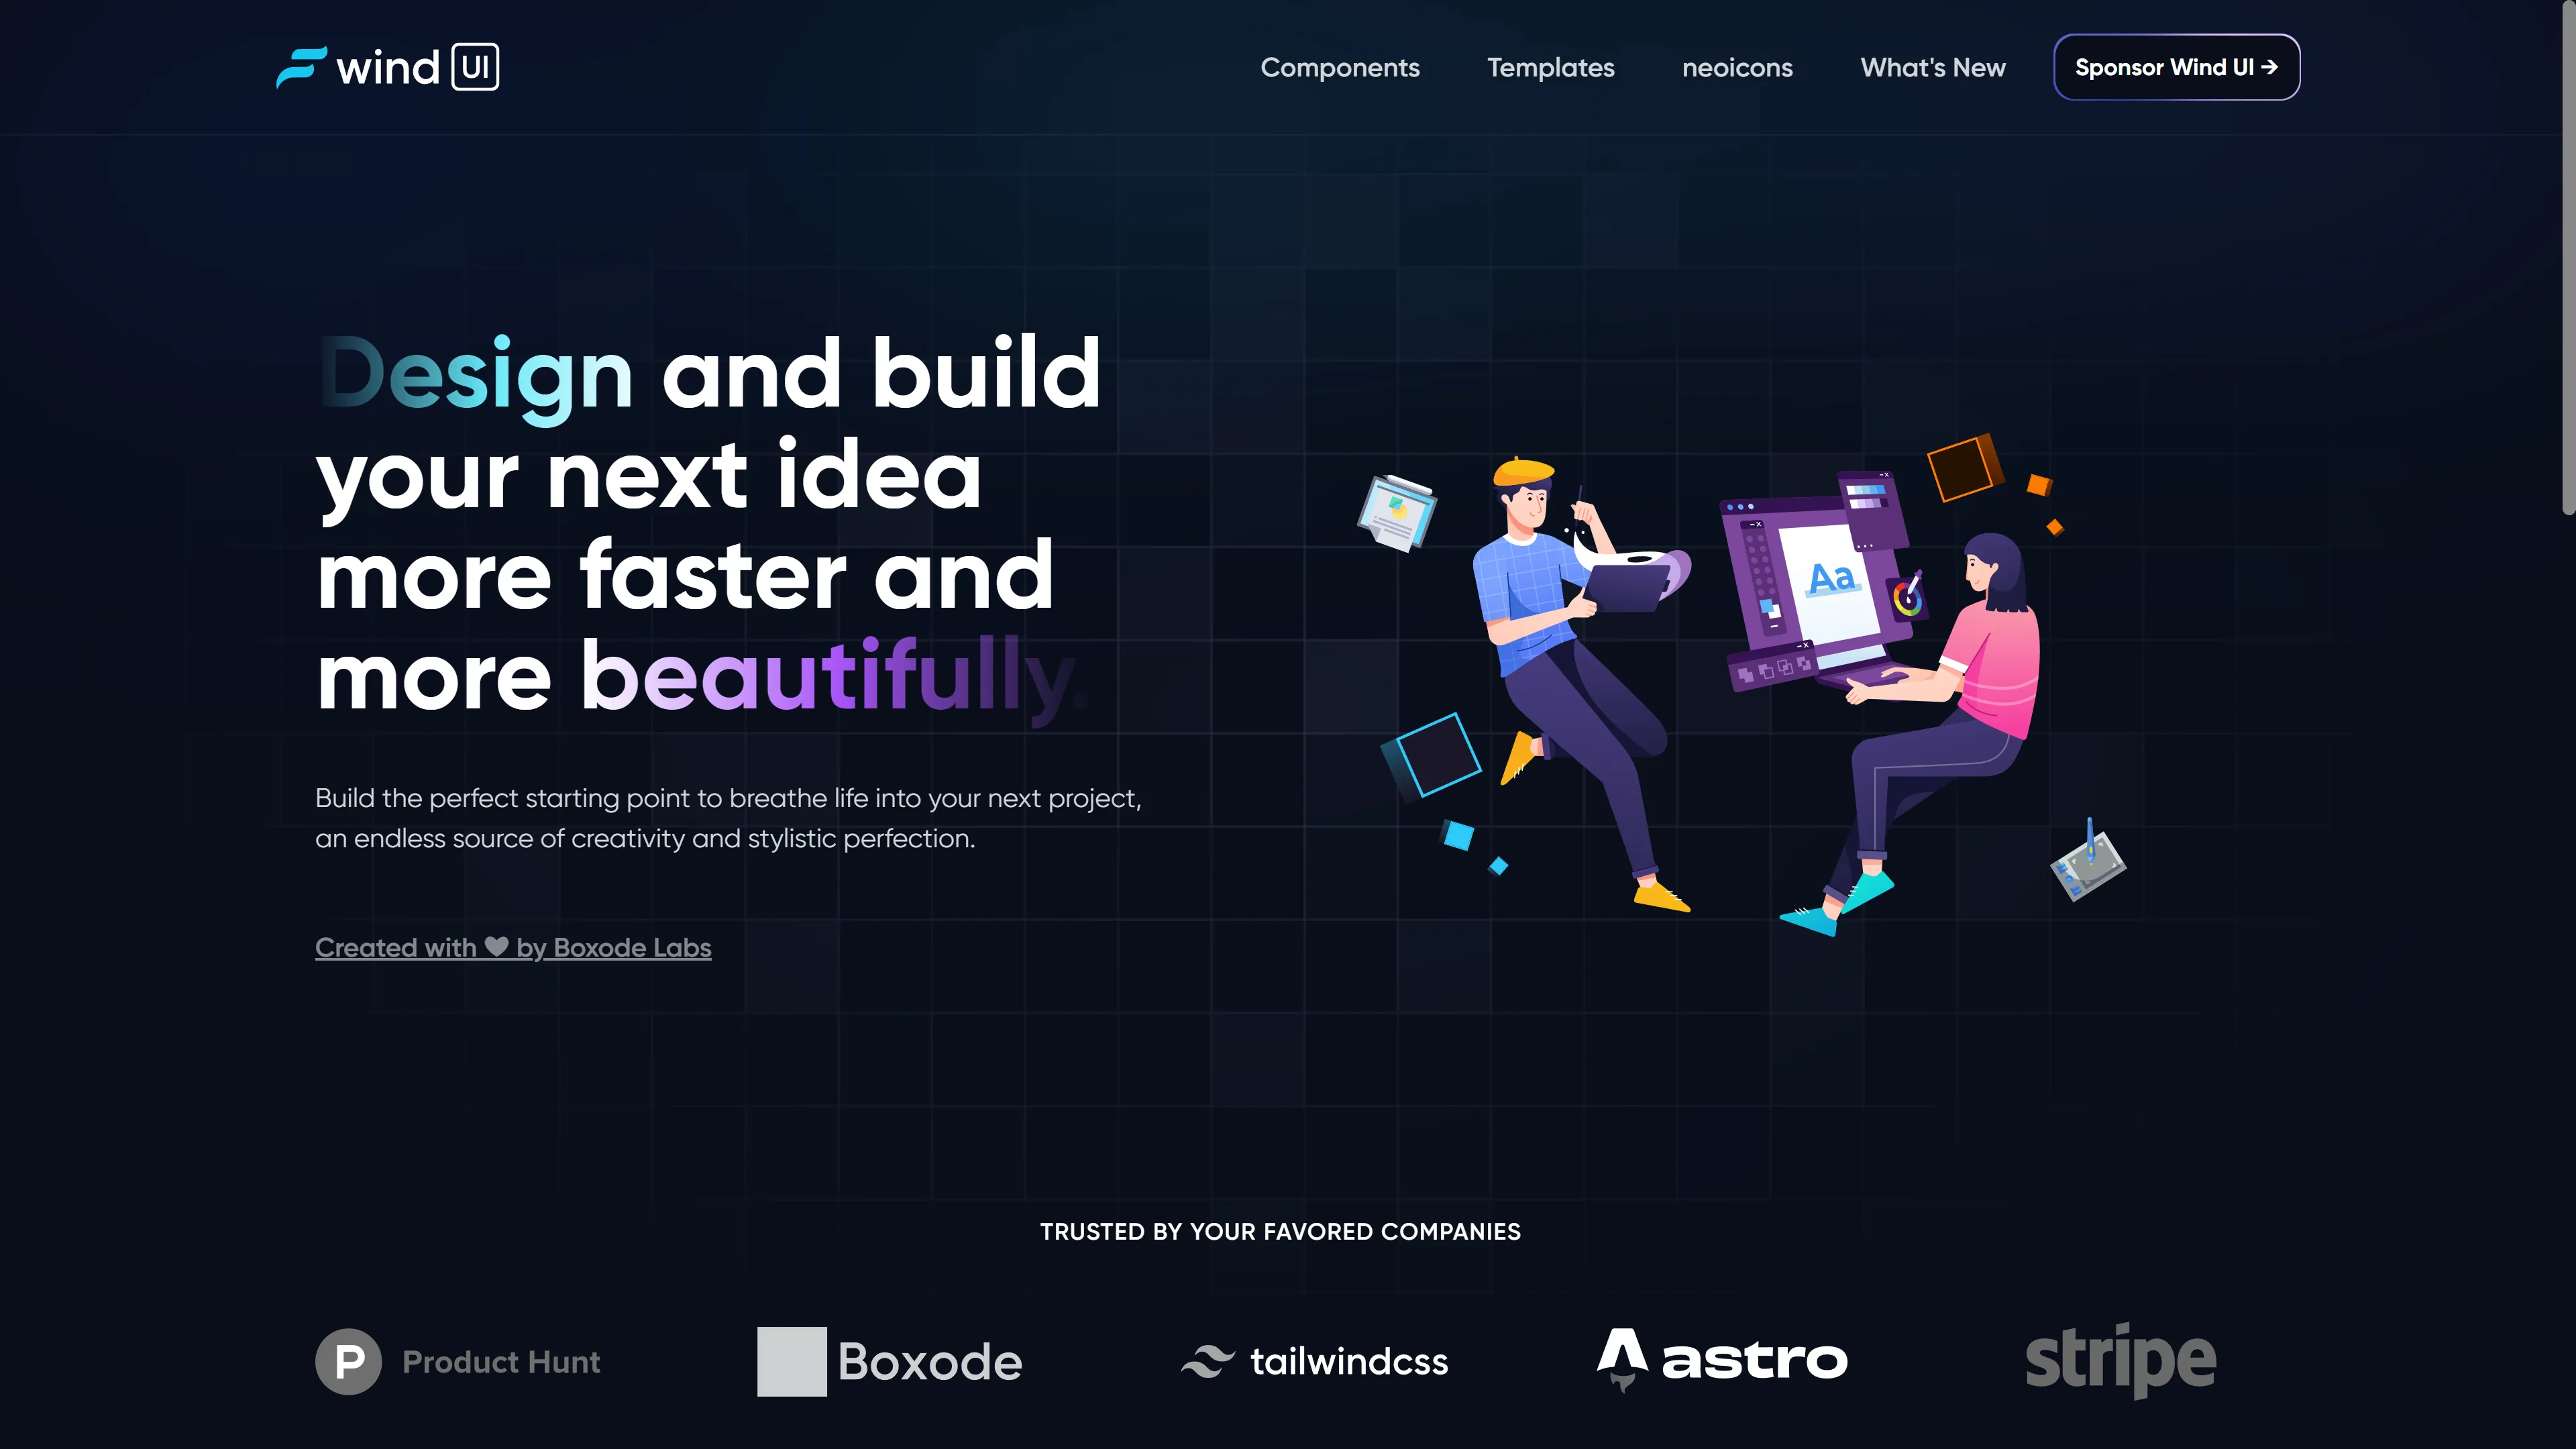 wind UI
Components
Templates
neoicons
What's New
Sponsor Wind UI →
Design and build
your next idea
more faster and
more beautifully.
Build the perfect starting point to breathe life into your next project,
an endless source of creativity and stylistic perfection.
Created with ♥ by Boxode Labs
Aa
TRUSTED BY YOUR FAVORED COMPANIES
P Product Hunt
Boxode
tailwindcss
astro
stripe